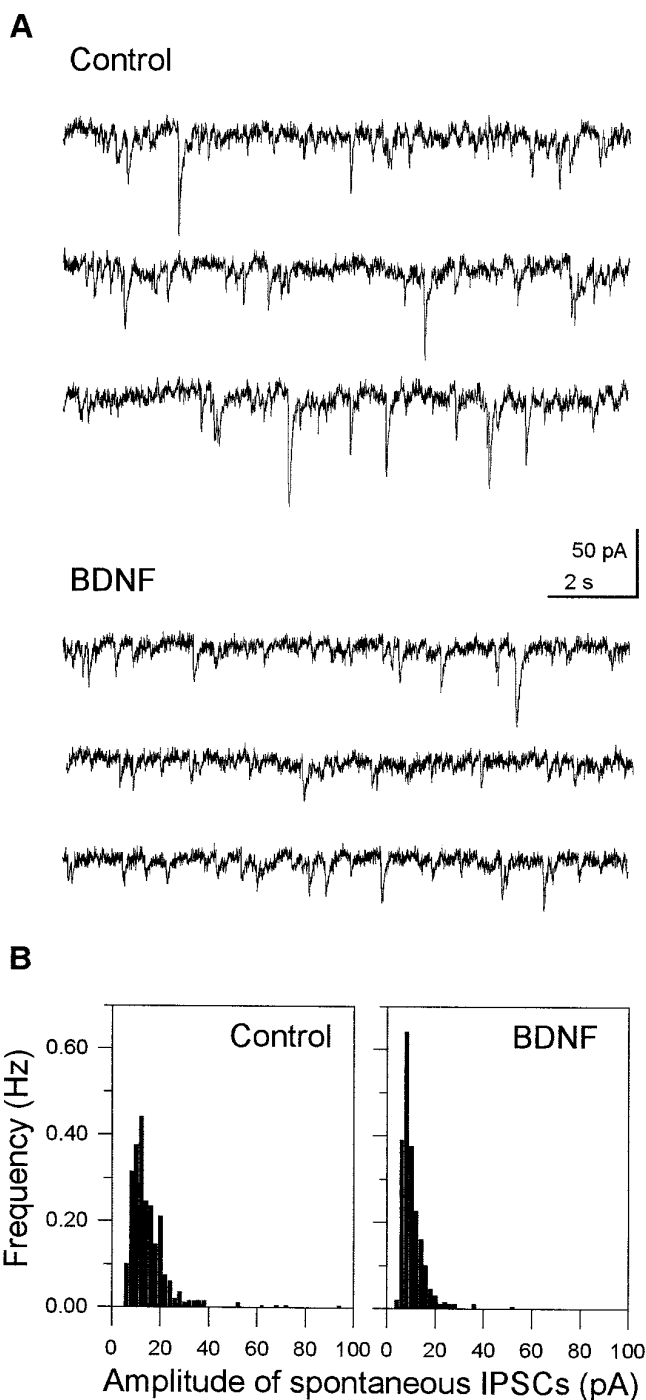 A
Control
50 pA
2 s
BDNF
B
Control
BDNF
Frequency (Hz)
0.60
0.40
0.20
0.00
0 20 40 60 80 100 0 20 40 60 80 100
Amplitude of spontaneous IPSCs (pA)